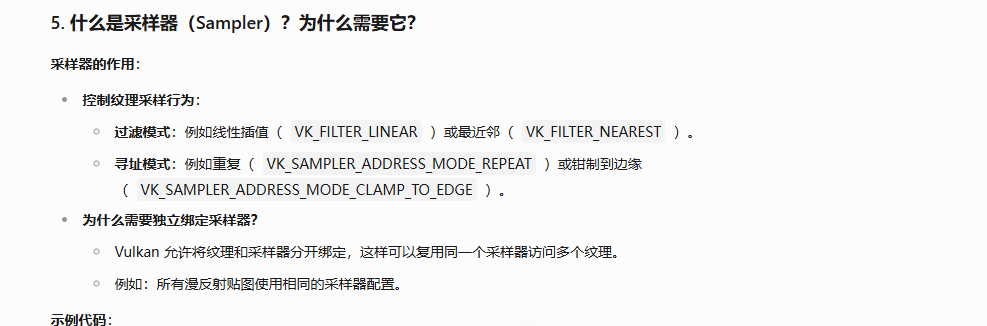 5. 什么是采样器（Sampler）？为什么需要它？
采样器的作用：
控制纹理采样行为：
过滤模式：例如线性插值（ VK_FILTER_LINEAR ）或最近邻（ VK_FILTER_NEAREST ）。
寻址模式：例如重复（ VK_SAMPLER_ADDRESS_MODE_REPEAT ）或钳制到边缘
（ VK_SAMPLER_ADDRESS_MODE_CLAMP_TO_EDGE ）。
为什么需要独立绑定采样器？
Vulkan 允许将纹理和采样器分开绑定，这样可以复用同一个采样器访问多个纹理。
例如：所有漫反射贴图使用相同的采样器配置。
示例代码：